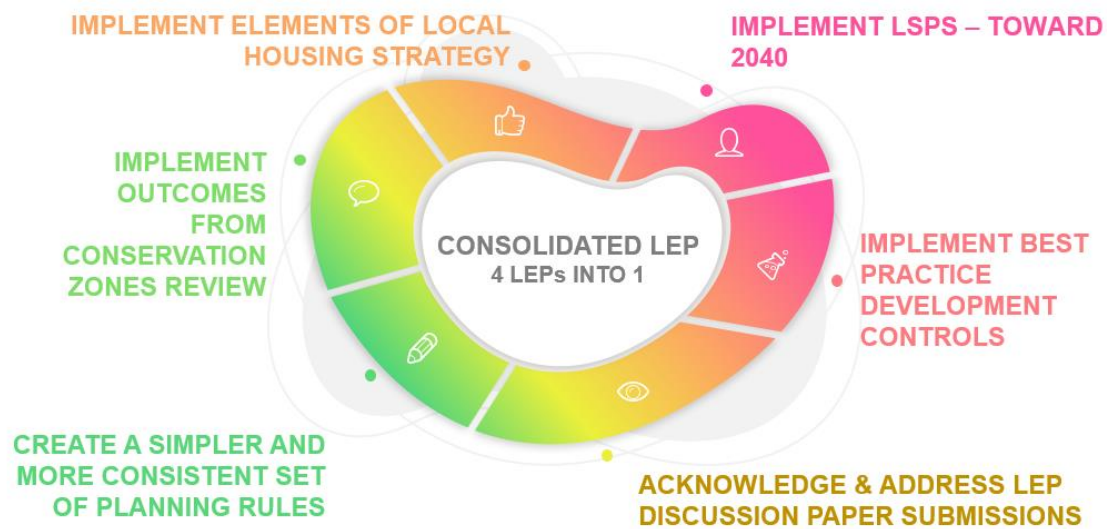 IMPLEMENT ELEMENTS OF LOCAL
HOUSING STRATEGY
IMPLEMENT LSPS – TOWARD
2040
IMPLEMENT
OUTCOMES
FROM
CONSERVATION
ZONES REVIEW
CONSOLIDATED LEP
4 LEPs INTO 1
IMPLEMENT BEST
PRACTICE
DEVELOPMENT
CONTROLS
CREATE A SIMPLER AND
MORE CONSISTENT SET
OF PLANNING RULES
ACKNOWLEDGE & ADDRESS LEP
DISCUSSION PAPER SUBMISSIONS